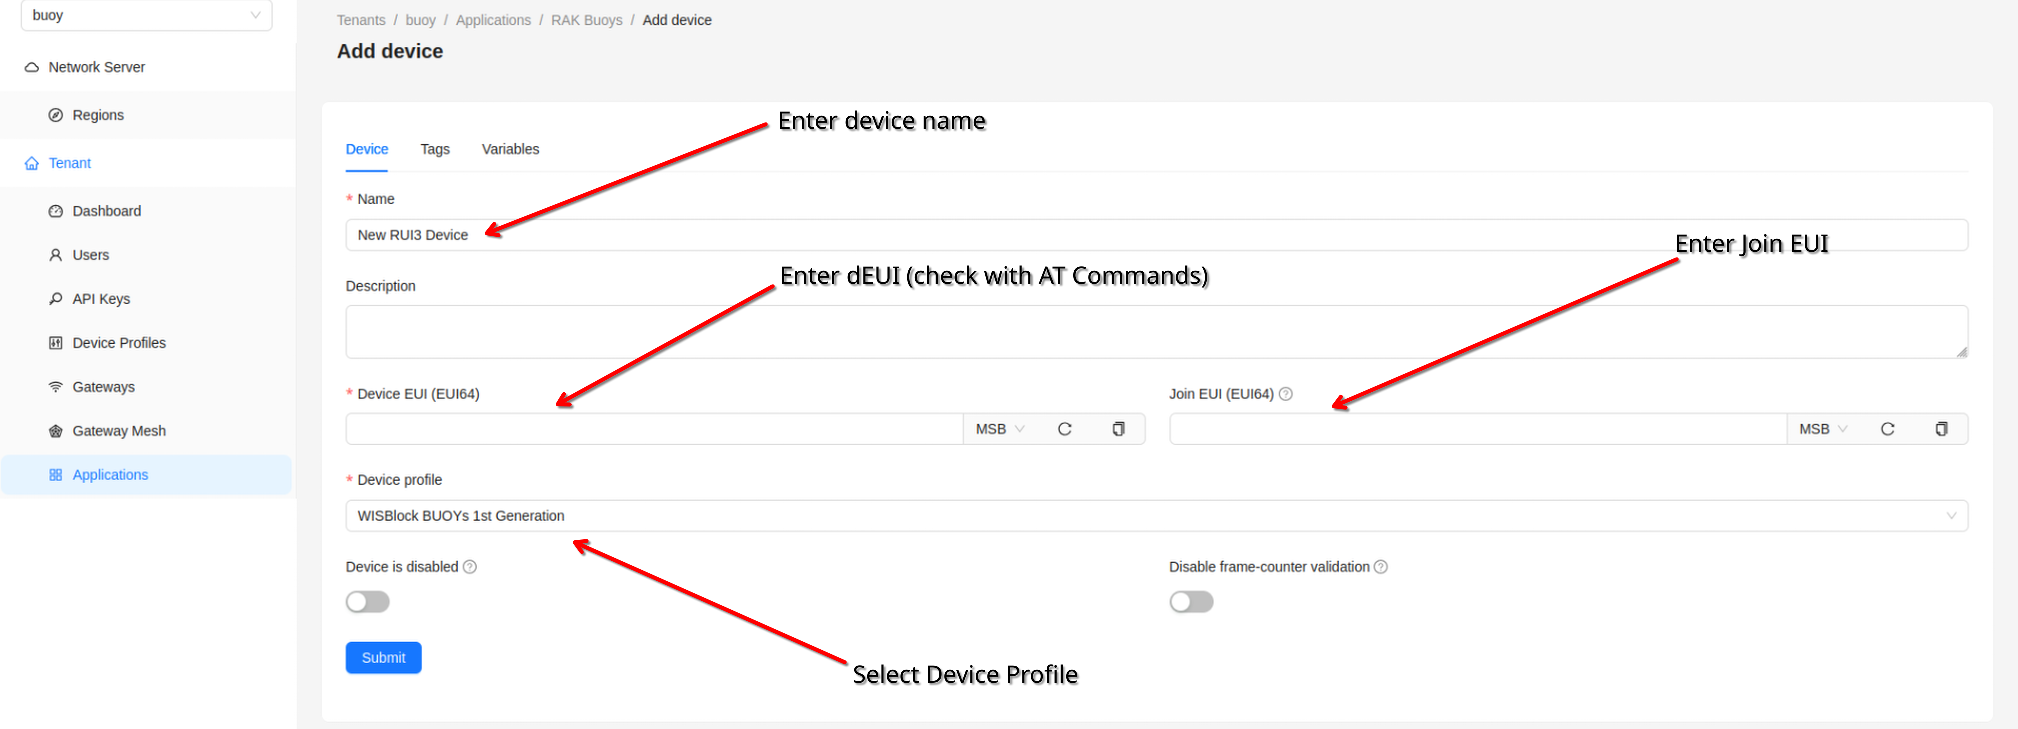 buoy
Network Server
Regions
Tenant
Dashboard
Users
API Keys
Device Profiles
Gateways
Gateway Mesh
Applications
Tenants / buoy / Applications / RAK Buoys / Add device
Add device
Enter device name
Device Tags Variables
* Name
New RUI3 Device
Enter Join EUI
Enter dEUI (check with AT Commands)
Description
* Device EUI (EUI64)
Join EUI (EUI64)
MSB
MSB
* Device profile
WISBlock BUOYs 1st Generation
Device is disabled
Disable frame-counter validation
Submit
Select Device Profile